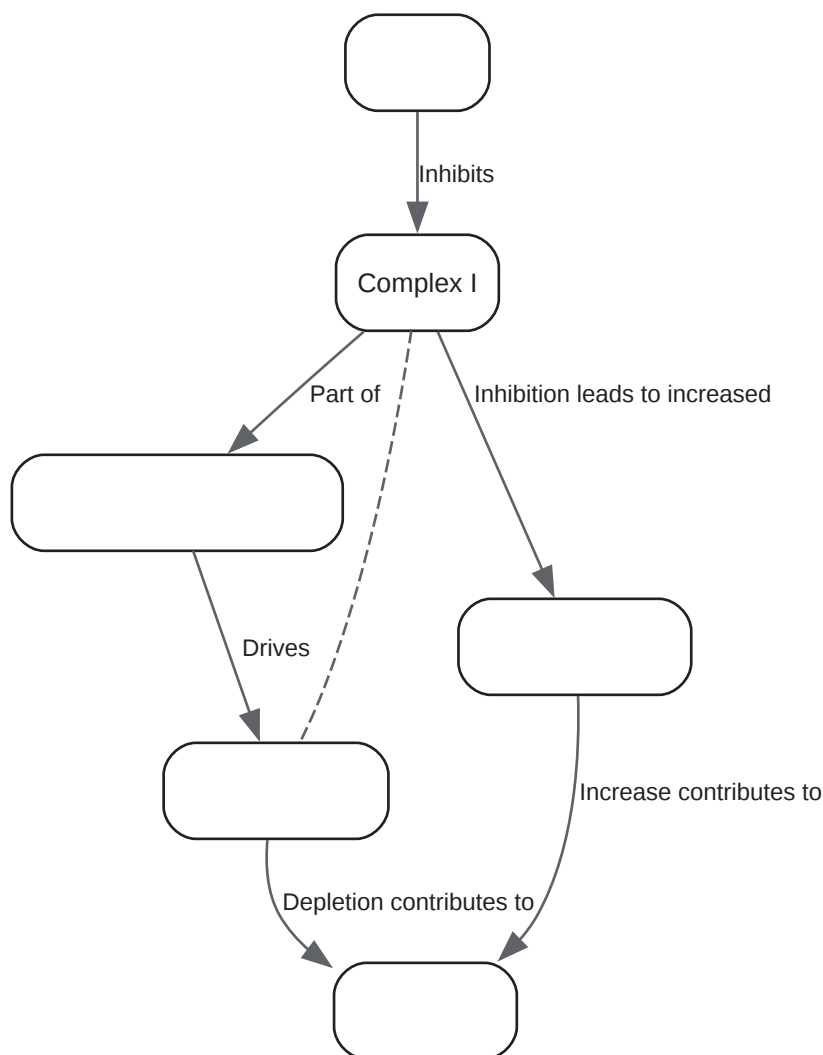 Inhibits
Complex I
Part of
Inhibition leads to increased
Drives
Increase contributes to
Depletion contributes to